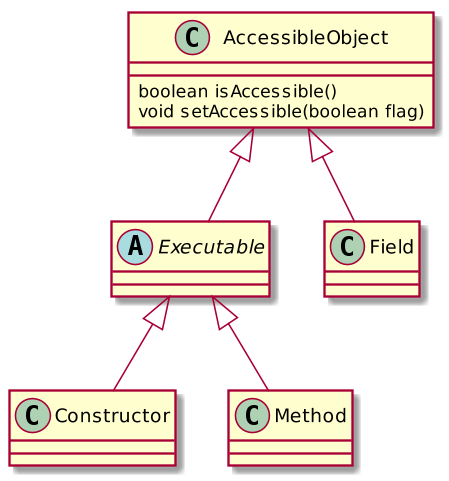 C AccessibleObject
boolean isAccessible()
void setAccessible(boolean flag)
A Executable
C Field
C Constructor
C Method